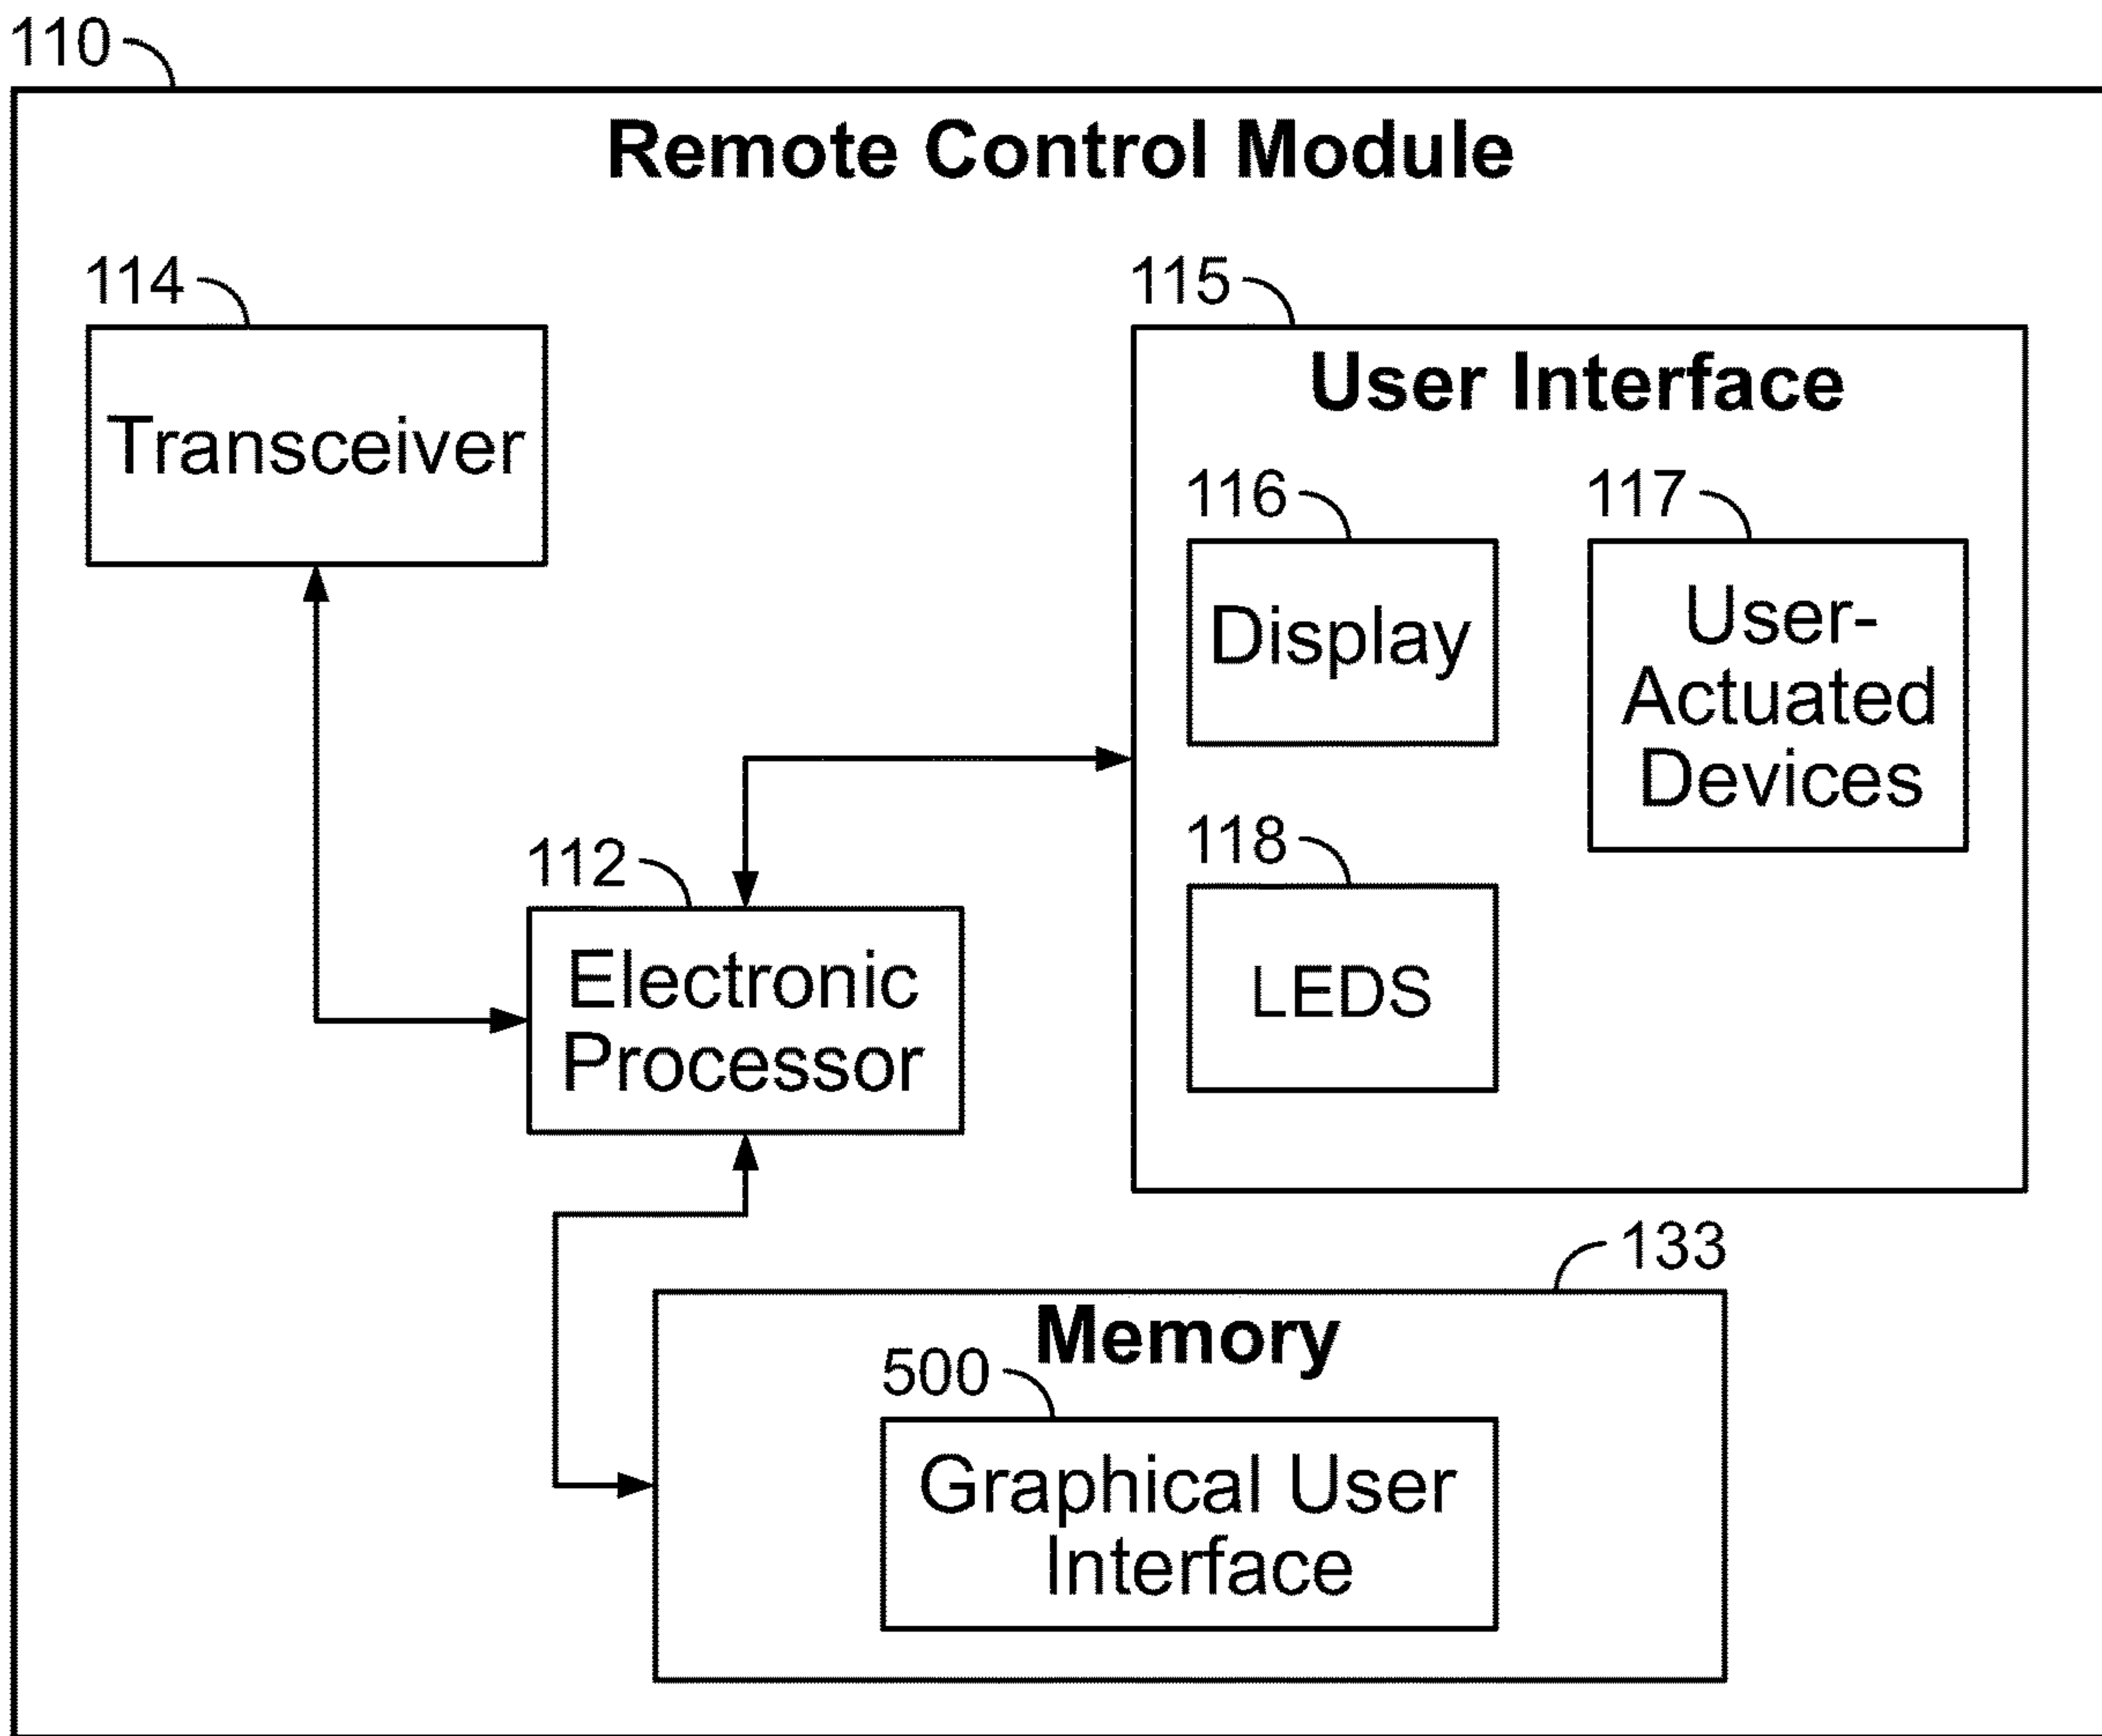 110
Remote Control Module
114
Transceiver
115
User Interface
116
Display
117
User-
Actuated
Devices
118
LEDS
112
Electronic
Processor
133
Memory
500
Graphical User
Interface